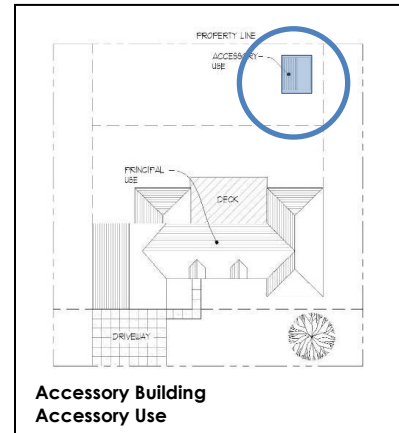 PROPERTY LINE
ACCESSORY
USE
PRINCIPAL
USE
DECK
DRIVEWAY
Accessory Building
Accessory Use